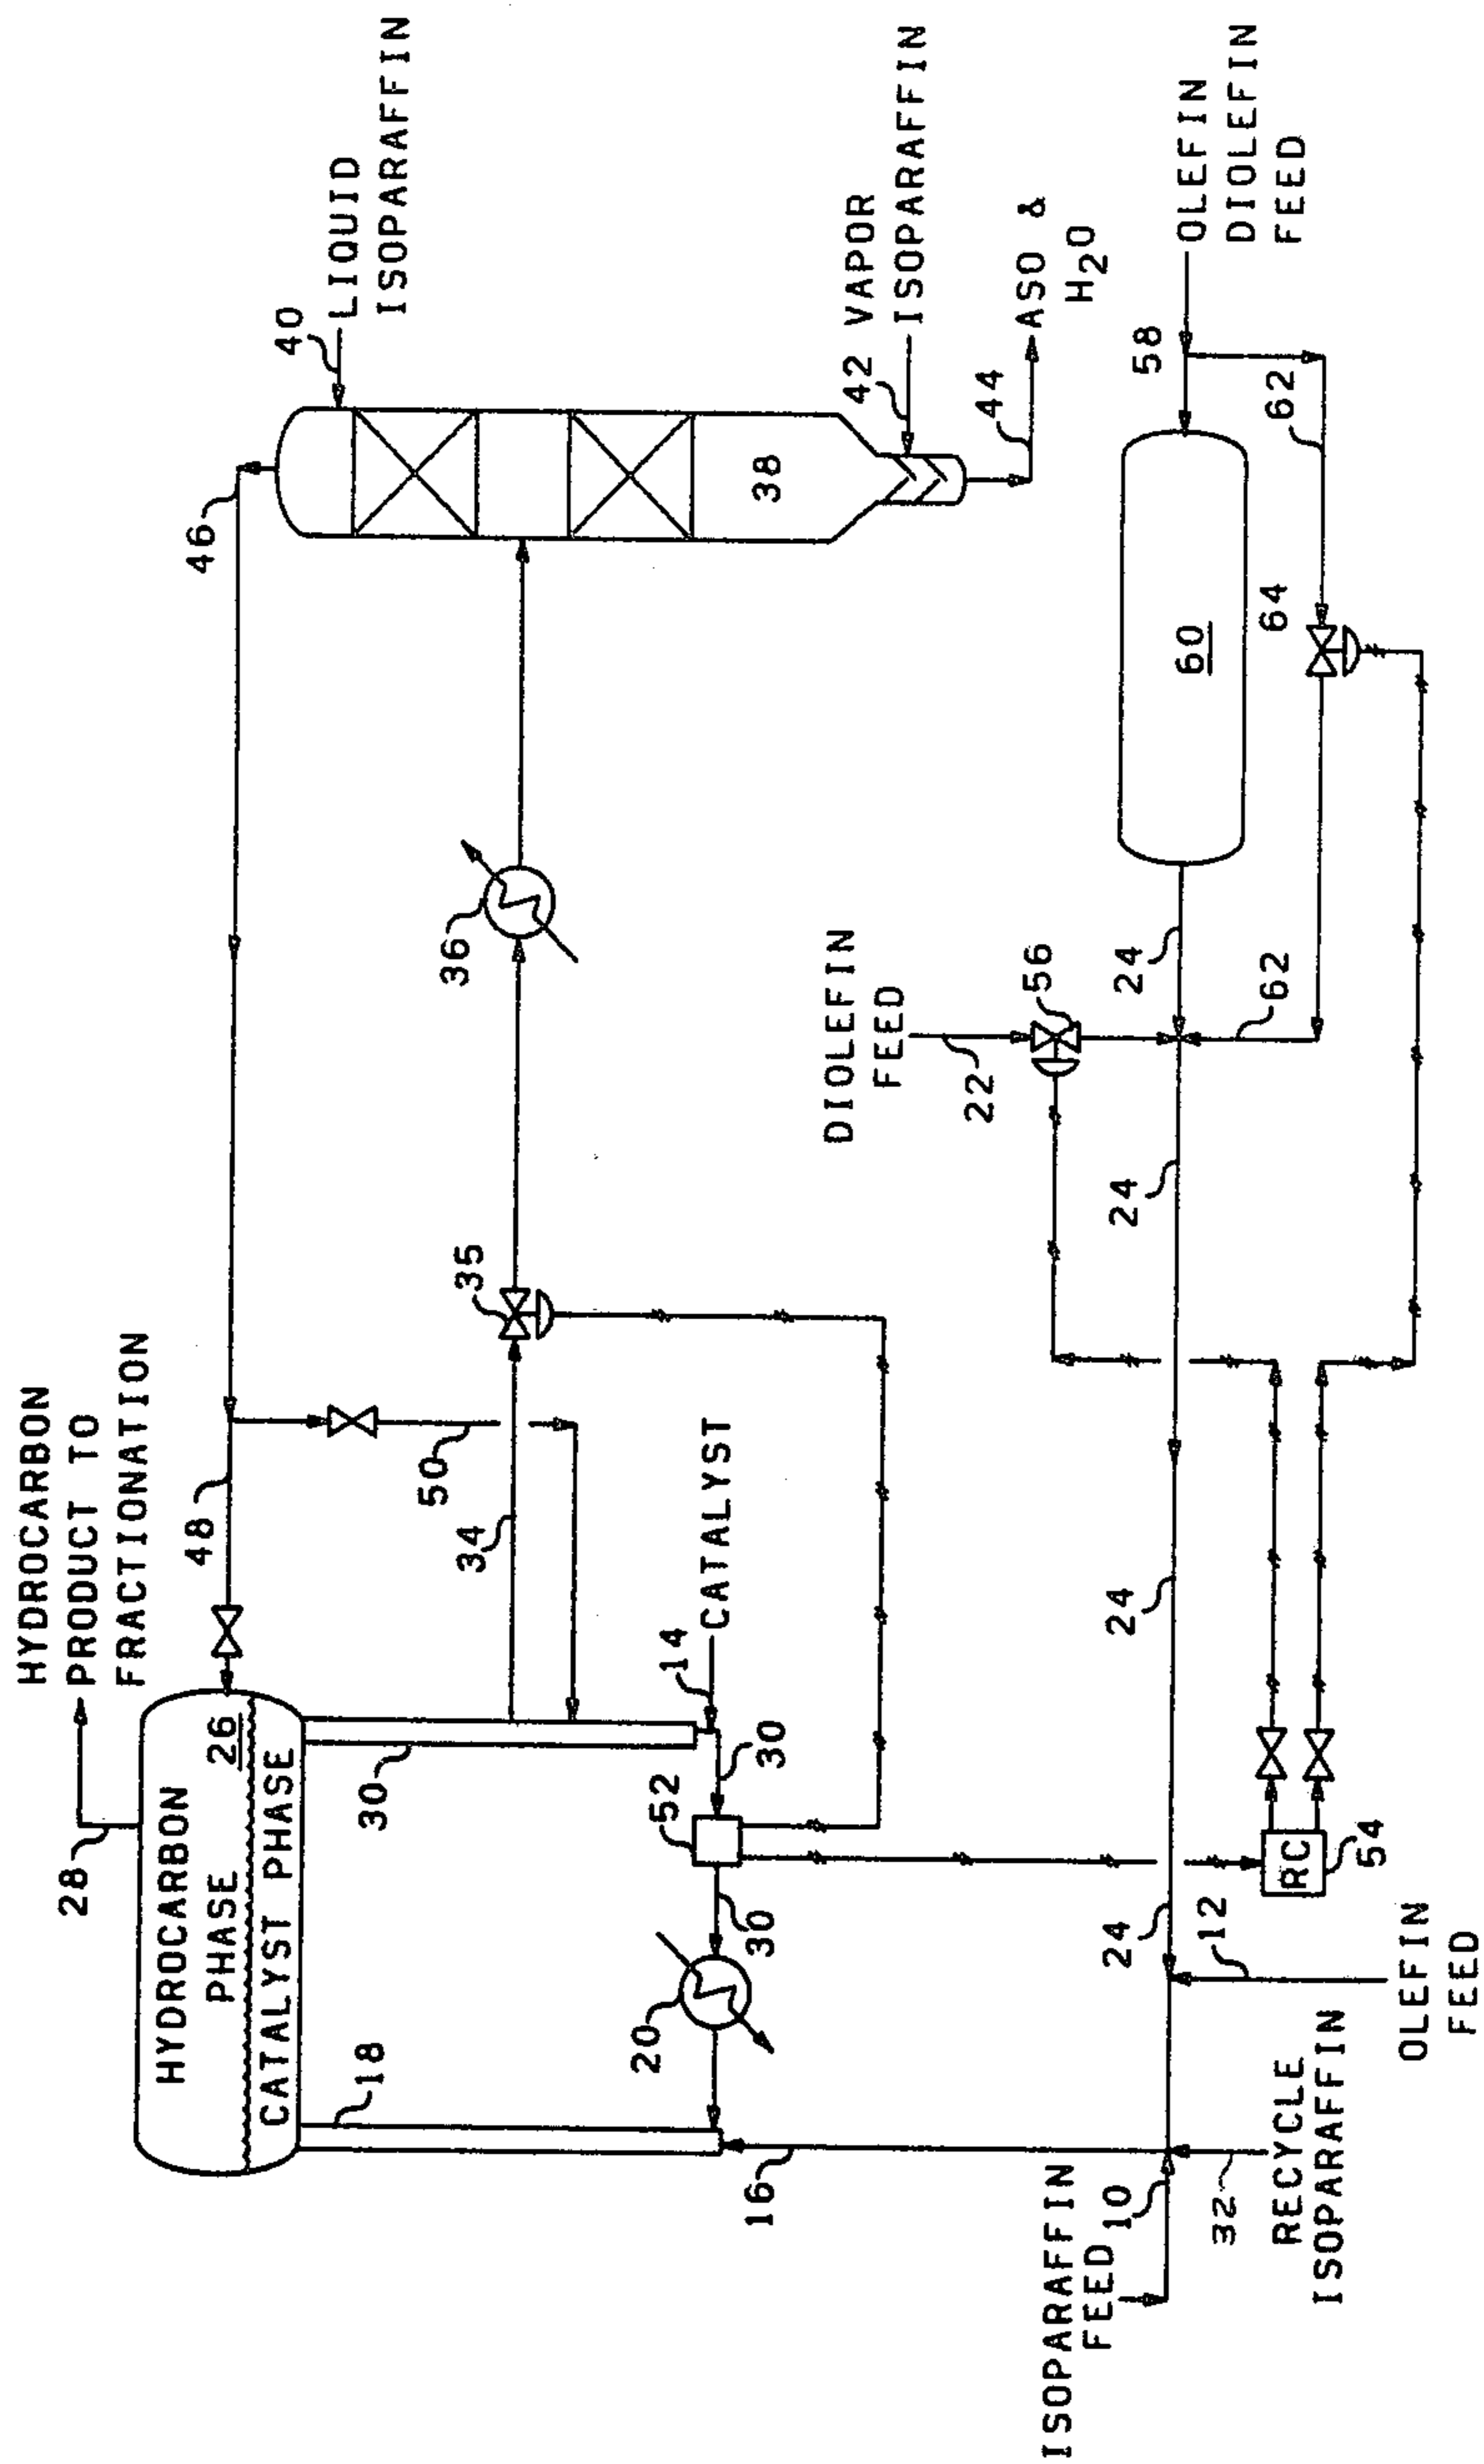 HYDROCARBON
PRODUCT TO
FRACTIONATION
28
48
46
40
LIQUID
ISOPARAFFIN
HYDROCARBON
PHASE
26
CATALYST PHASE
50
34
35
36
38
42
VAPOR
ISOPARAFFIN
44
ASO &
H2O
18
30
14
CATALYST
30
52
20
30
DIOLEFIN
FEED
22
56
24
60
58
OLEFIN
DIOLEFIN
FEED
62
64
62
16
24
24
24
ISOPARAFFIN
FEED
10
32
RECYCLE
ISOPARAFFIN
12
OLEFIN
FEED
RC
54